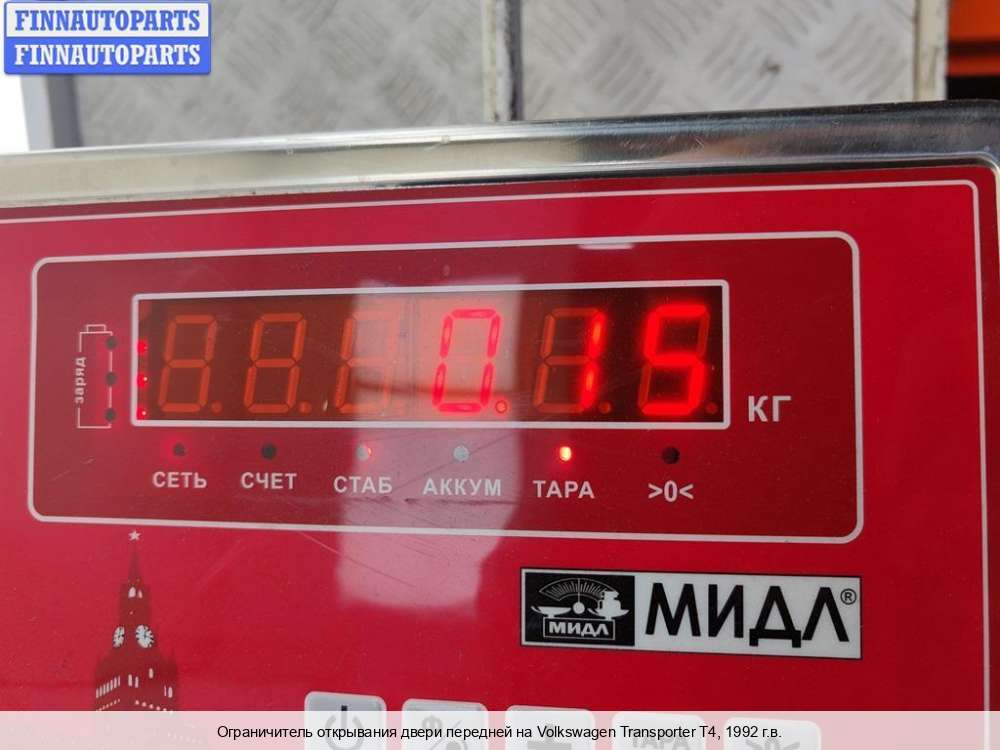 FINNAUTOPARTS
FINNAUTOPARTS
заряд
0.15
КГ
СЕТЬ СЧЕТ СТАБ АККУМ ТАРА >0<
МИДЛ МИДЛ®
ТАРА
Ограничитель открывания двери передней на Volkswagen Transporter T4, 1992 г.в.